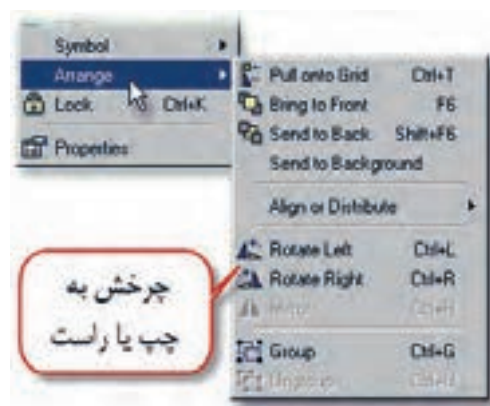 Symbol
Arrange
Lock Ctrl+K
Properties
Pull onto Grid Ctrl+T
Bring to Front F6
Send to Back Shift+F6
Send to Background
Align or Distribute
Rotate Left Ctrl+L
Rotate Right Ctrl+R
Group Ctrl+G
Ungroup
چرخش به
چپ یا راست